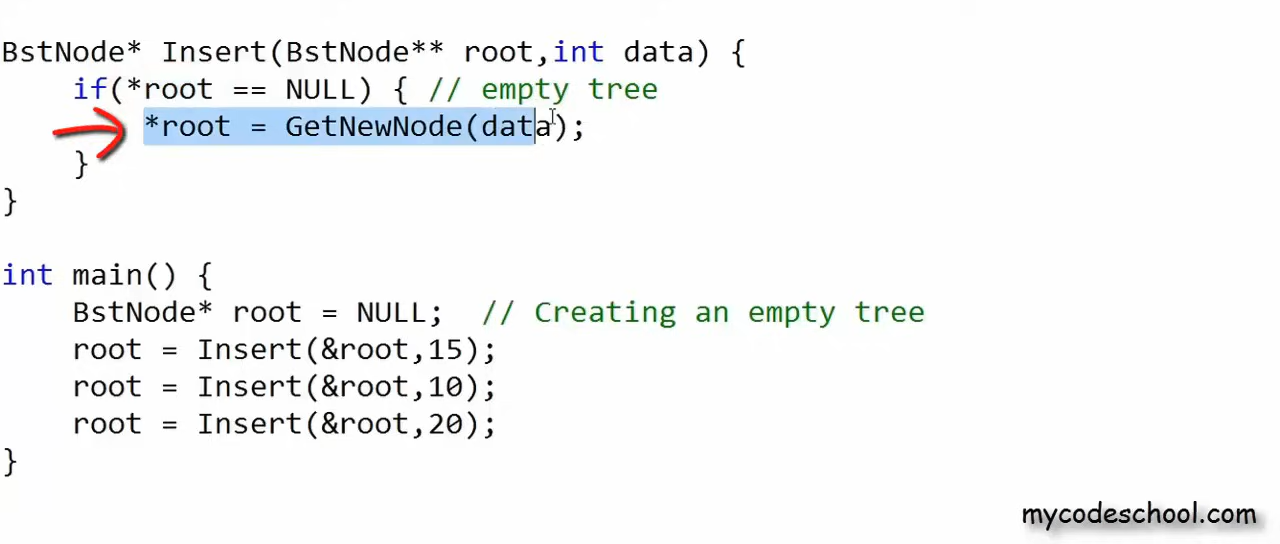 BstNode* Insert(BstNode** root,int data) {
if(*root == NULL) { // empty tree
*root = GetNewNode(data);
}
}
int main() {
BstNode* root = NULL;  // Creating an empty tree
root = Insert(&root,15);
root = Insert(&root,10);
root = Insert(&root,20);
}
mycodeschool.com